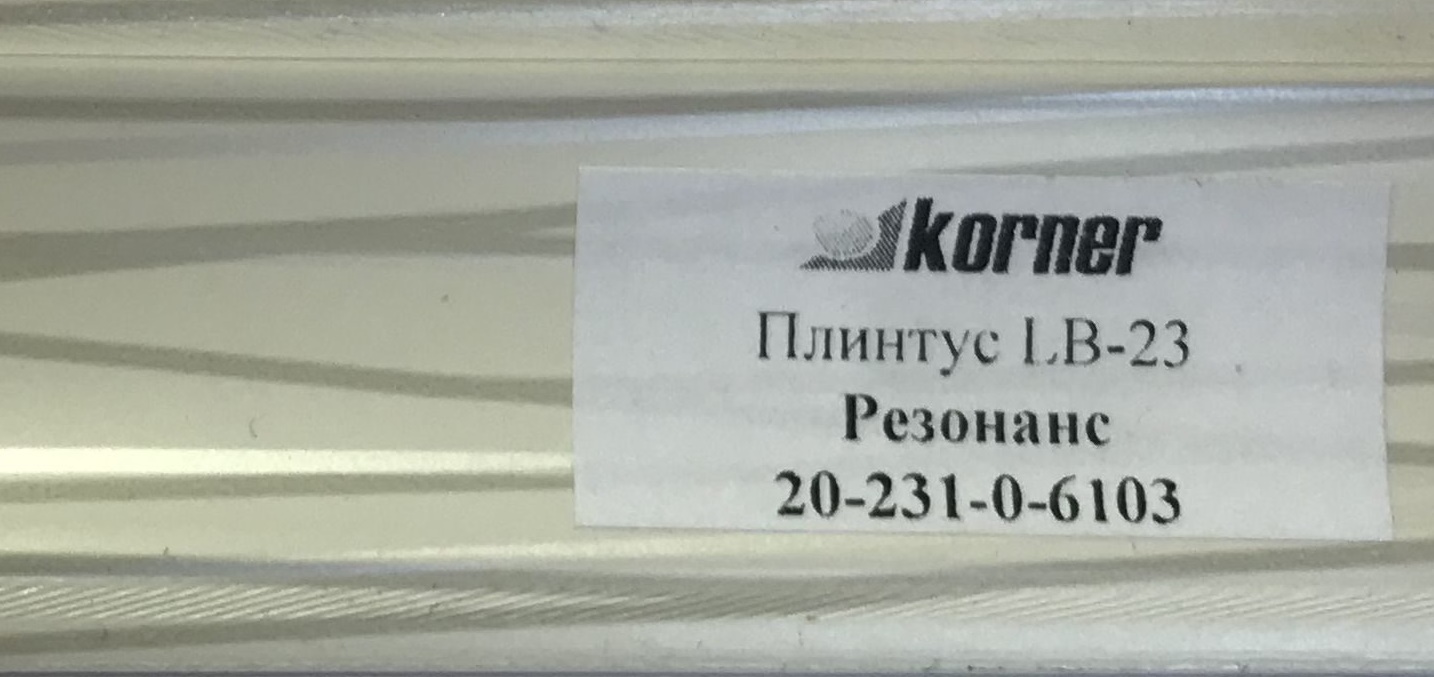 korner
Плинтус LB-23
Резонанс
20-231-0-6103